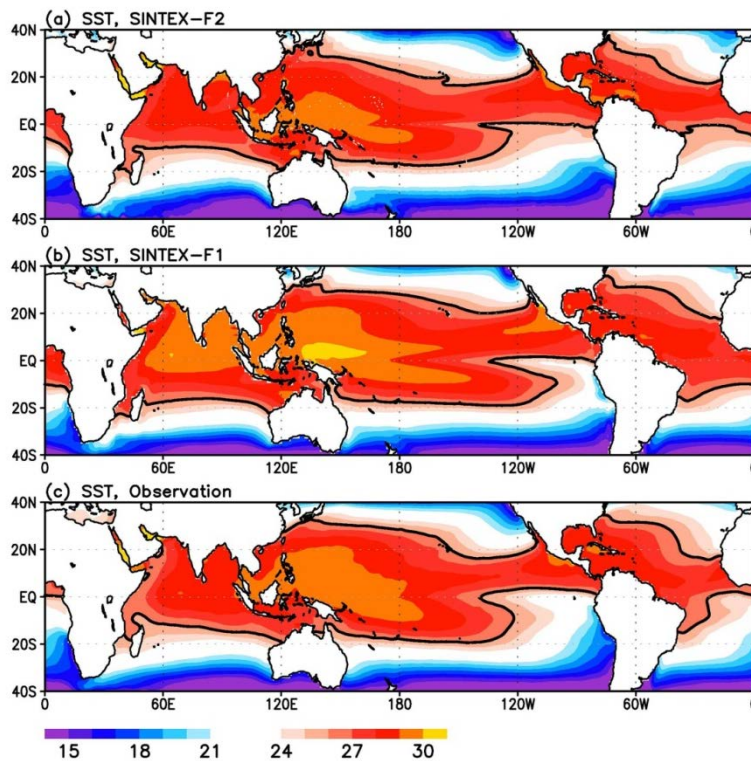 (a) SST, SINTEX-F2
40N
20N
EQ
20S
40S
0 60E 120E 180 120W 60W
(b) SST, SINTEX-F1
40N
20N
EQ
20S
40S
0 60E 120E 180 120W 60W
(c) SST, Observation
40N
20N
EQ
20S
40S
0 60E 120E 180 120W 60W
15 18 21 24 27 30